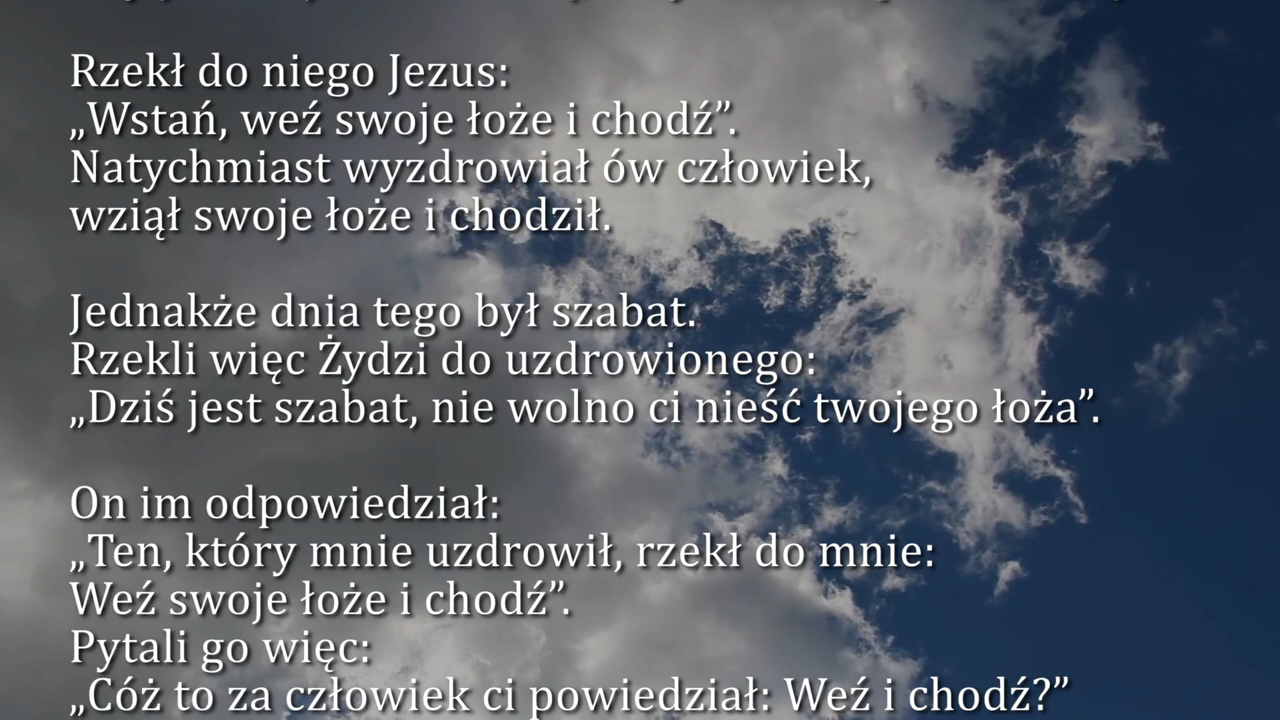 Rzekł do niego Jezus:
„Wstań, weź swoje łoże i chodź”.
Natychmiast wyzdrowiał ów człowiek,
wziął swoje łoże i chodził.
Jednakże dnia tego był szabat.
Rzekli więc Żydzi do uzdrowionego:
„Dziś jest szabat, nie wolno ci nieść twojego łoża”.
On im odpowiedział:
„Ten, który mnie uzdrowił, rzekł do mnie:
Weź swoje łoże i chodź”.
Pytali go więc:
„Cóż to za człowiek ci powiedział: Weź i chodź?”